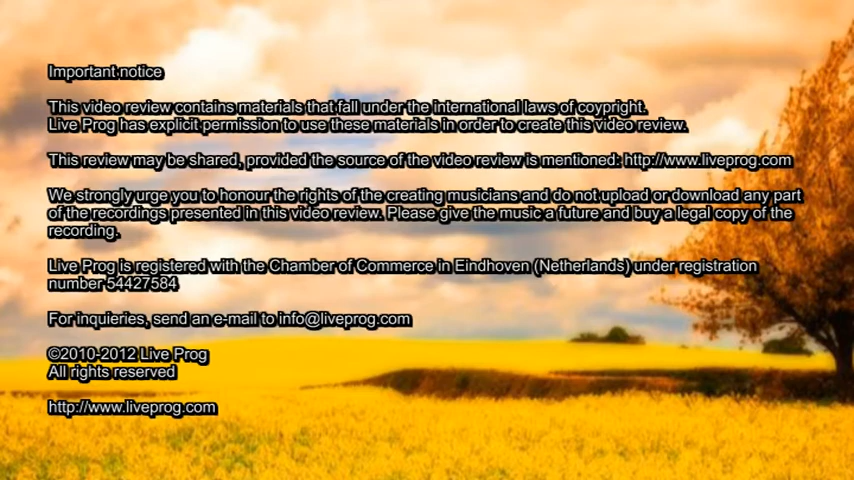 Important notice
This video review contains materials that fall under the international laws of coypright.
Live Prog has explicit permission to use these materials in order to create this video review.
This review may be shared, provided the source of the video review is mentioned: http://www.liveprog.com
We strongly urge you to honour the rights of the creating musicians and do not upload or download any part
of the recordings presented in this video review. Please give the music a future and buy a legal copy of the
recording.
Live Prog is registered with the Chamber of Commerce in Eindhoven (Netherlands) under registration
number 54427584
For inquieries, send an e-mail to info@liveprog.com
©2010-2012 Live Prog
All rights reserved
http://www.liveprog.com